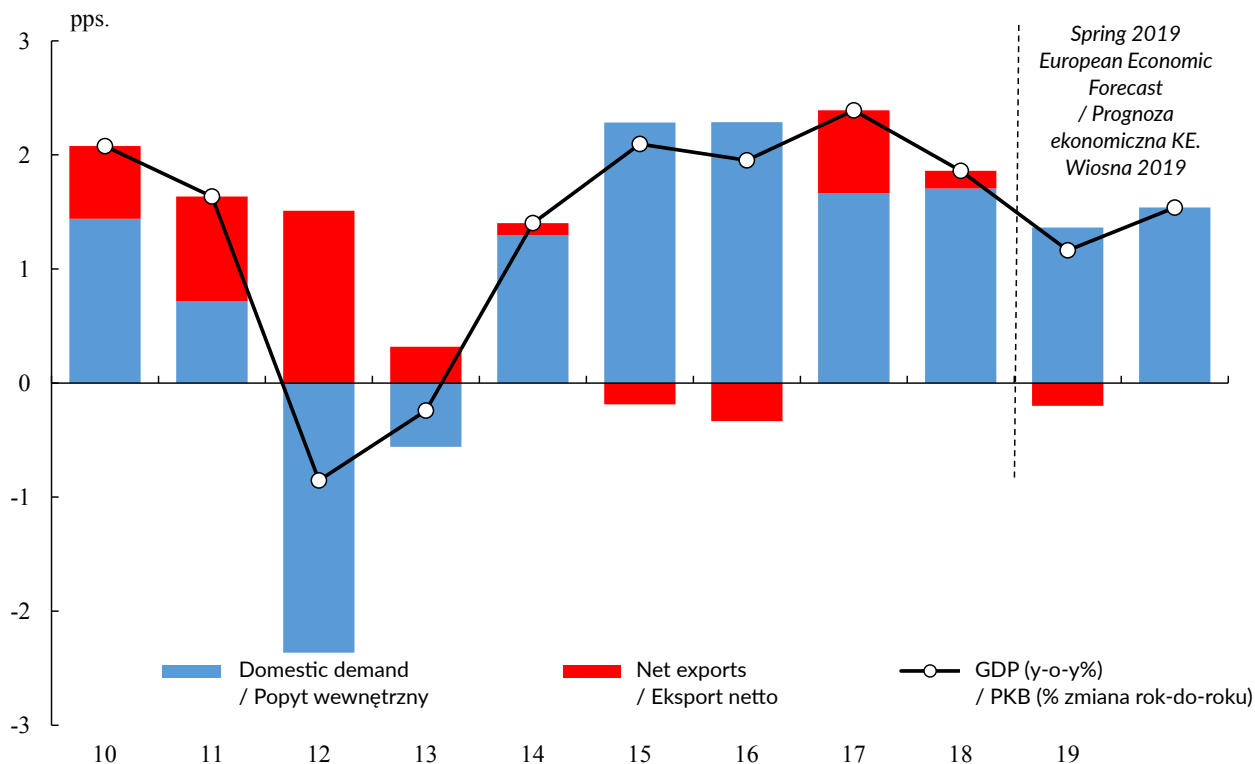 pps.
Spring 2019
European Economic
Forecast
/ Prognoza
ekonomiczna KE.
Wiosna 2019
3
2
1
0
-1
-2
-3
Domestic demand
/ Popyt wewnętrzny
Net exports
/ Eksport netto
GDP (y-o-y%)
/ PKB (% zmiana rok-do-roku)
10 11 12 13 14 15 16 17 18 19